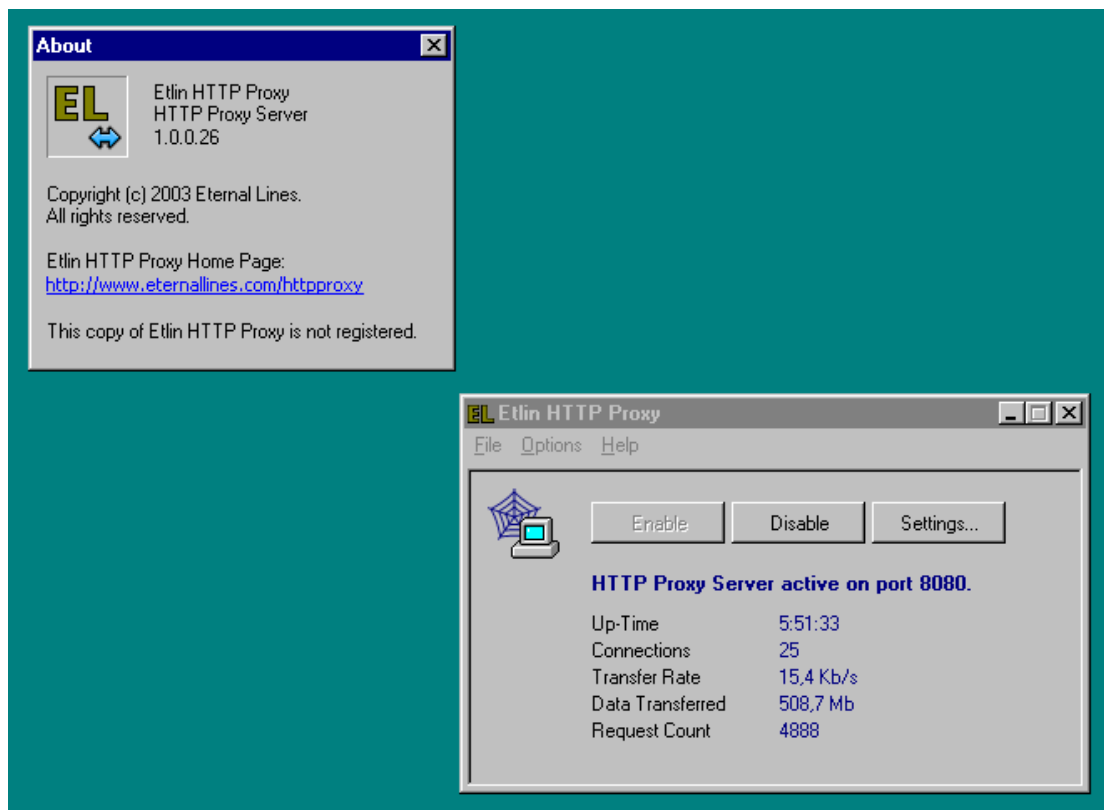 About
EL
Etlin HTTP Proxy
HTTP Proxy Server
1.0.0.26
Copyright (c) 2003 Eternal Lines.
All rights reserved.
Etlin HTTP Proxy Home Page:
http://www.eternallines.com/httpproxy
This copy of Etlin HTTP Proxy is not registered.
EL Etlin HTTP Proxy
File Options Help
Enable Disable Settings...
HTTP Proxy Server active on port 8080.
Up-Time 5:51:33
Connections 25
Transfer Rate 15,4 Kb/s
Data Transferred 508,7 Mb
Request Count 4888